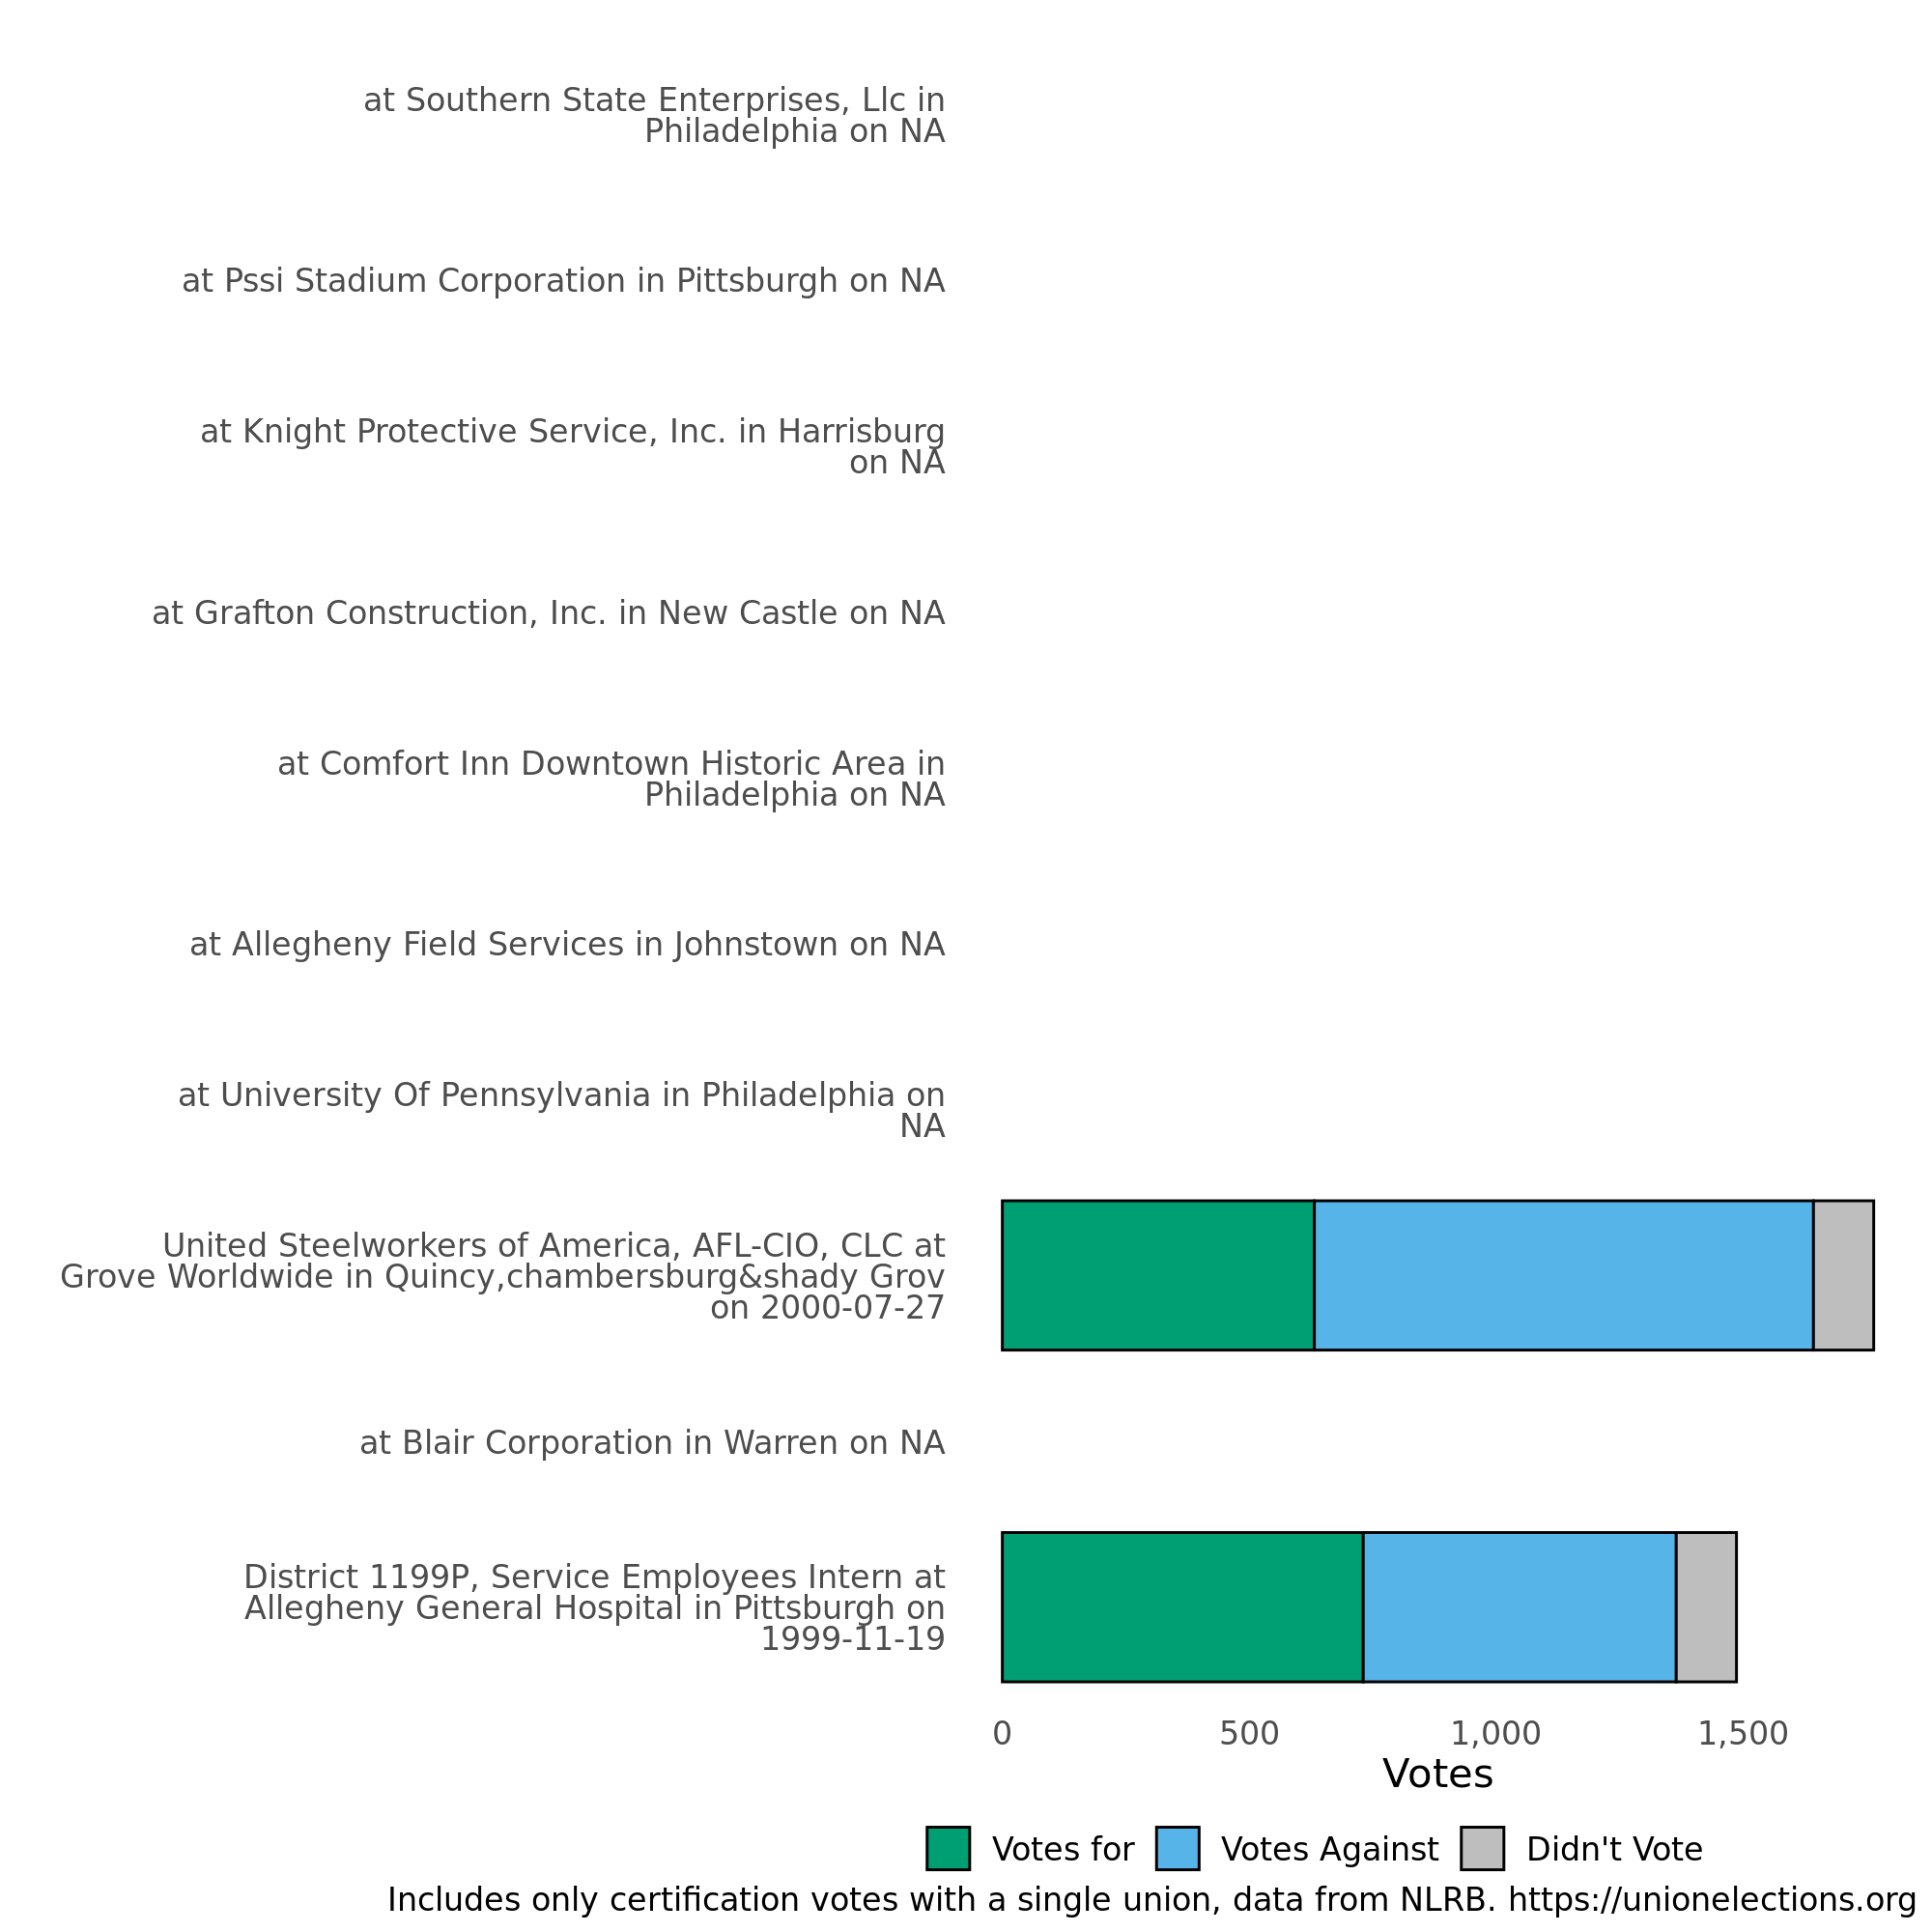 at Southern State Enterprises, Llc in
Philadelphia on NA
at Pssi Stadium Corporation in Pittsburgh on NA
at Knight Protective Service, Inc. in Harrisburg
on NA
at Grafton Construction, Inc. in New Castle on NA
at Comfort Inn Downtown Historic Area in
Philadelphia on NA
at Allegheny Field Services in Johnstown on NA
at University Of Pennsylvania in Philadelphia on
NA
United Steelworkers of America, AFL-CIO, CLC at
Grove Worldwide in Quincy,chambersburg&shady Grov
on 2000-07-27
at Blair Corporation in Warren on NA
District 1199P, Service Employees Intern at
Allegheny General Hospital in Pittsburgh on
1999-11-19
0 500 1,000 1,500
Votes
Votes for Votes Against Didn't Vote
Includes only certification votes with a single union, data from NLRB. https://unionelections.org